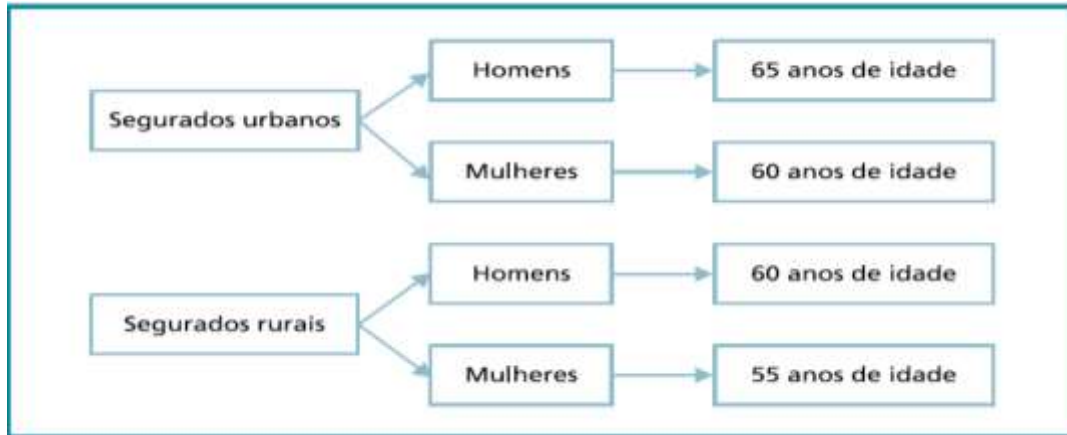 Segurados urbanos
Homens
65 anos de idade
Mulheres
60 anos de idade
Segurados rurais
Homens
60 anos de idade
Mulheres
55 anos de idade